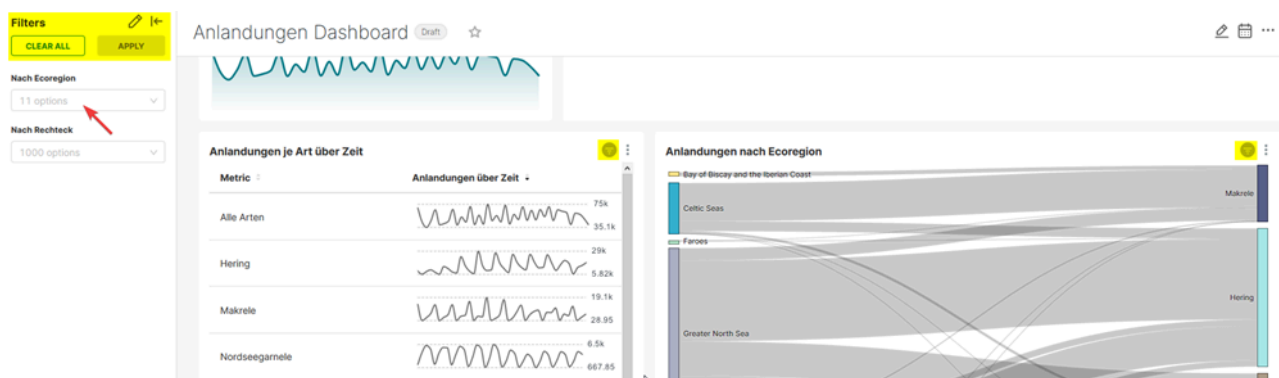 Filters
CLEAR ALL
APPLY
Nach Ecoregion
11 options
Nach Rechteck
1000 options
Anlandungen Dashboard
Draft
Anlandungen je Art über Zeit
Metric
Anlandungen über Zeit
Alle Arten
75k
35.1k
Hering
29k
5.82k
Makrele
19.1k
28.95
Nordseegarnele
6.5k
667.85
Anlandungen nach Ecoregion
Bay of Biscay and the Iberian Coast
Celtic Seas
Faroes
Greater North Sea
Makrele
Hering